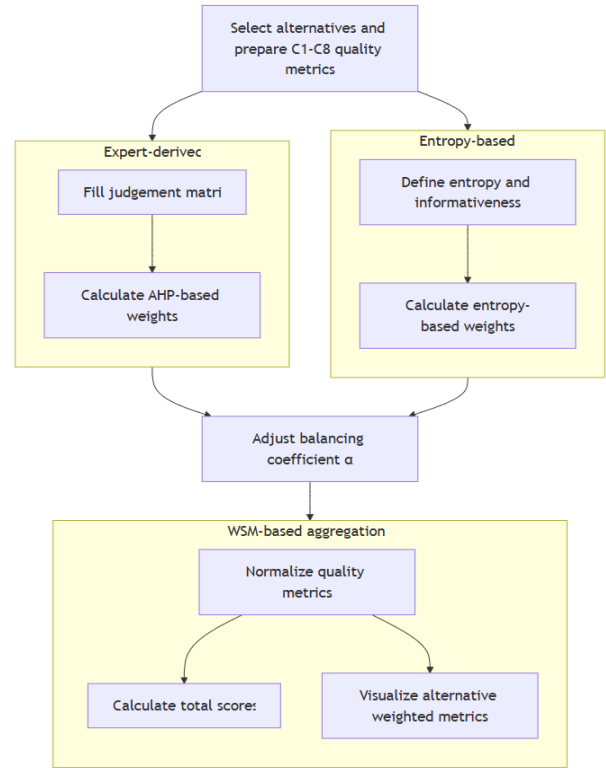 Select alternatives and
prepare C1-C8 quality
metrics
Expert-derivec
Fill judgement matri
Calculate AHP-based
weights
Entropy-based
Define entropy and
informativeness
Calculate entropy-
based weights
Adjust balancing
coefficient α
WSM-based aggregation
Normalize quality
metrics
Calculate total scores
Visualize alternative
weighted metrics